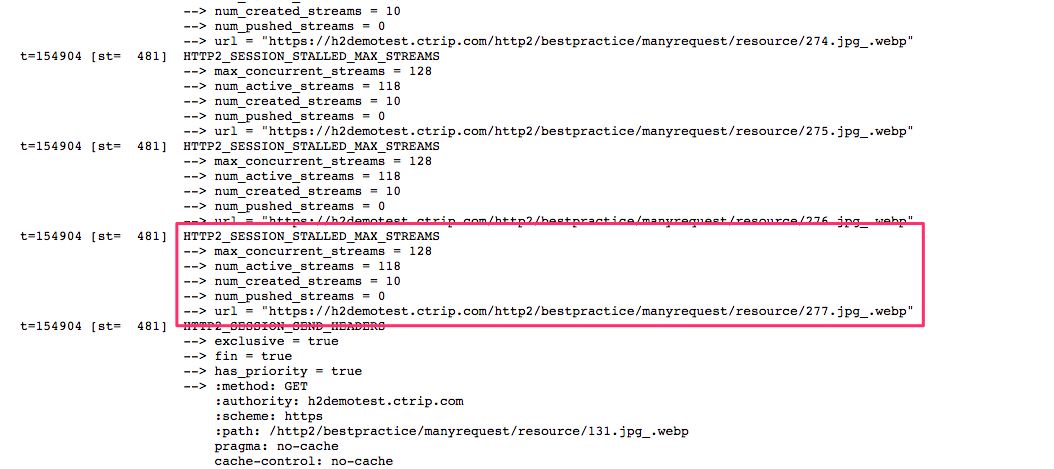 --> num_created_streams = 10
--> num_pushed_streams = 0
--> url = "https://h2demotest.ctrip.com/http2/bestpractice/manyrequest/resource/274.jpg_.webp"
t=154904 [st=  481]  HTTP2_SESSION_STALLED_MAX_STREAMS
--> max_concurrent_streams = 128
--> num_active_streams = 118
--> num_created_streams = 10
--> num_pushed_streams = 0
--> url = "https://h2demotest.ctrip.com/http2/bestpractice/manyrequest/resource/275.jpg_.webp"
t=154904 [st=  481]  HTTP2_SESSION_STALLED_MAX_STREAMS
--> max_concurrent_streams = 128
--> num_active_streams = 118
--> num_created_streams = 10
--> num_pushed_streams = 0
--> url = "https://h2demotest.ctrip.com/http2/bestpractice/manyrequest/resource/276.jpg_.webp"
t=154904 [st=  481]  HTTP2_SESSION_STALLED_MAX_STREAMS
--> max_concurrent_streams = 128
--> num_active_streams = 118
--> num_created_streams = 10
--> num_pushed_streams = 0
--> url = "https://h2demotest.ctrip.com/http2/bestpractice/manyrequest/resource/277.jpg_.webp"
t=154904 [st=  481]  HTTP2_SESSION_SEND_HEADERS
--> exclusive = true
--> fin = true
--> has_priority = true
--> :method: GET
:authority: h2demotest.ctrip.com
:scheme: https
:path: /http2/bestpractice/manyrequest/resource/131.jpg_.webp
pragma: no-cache
cache-control: no-cache